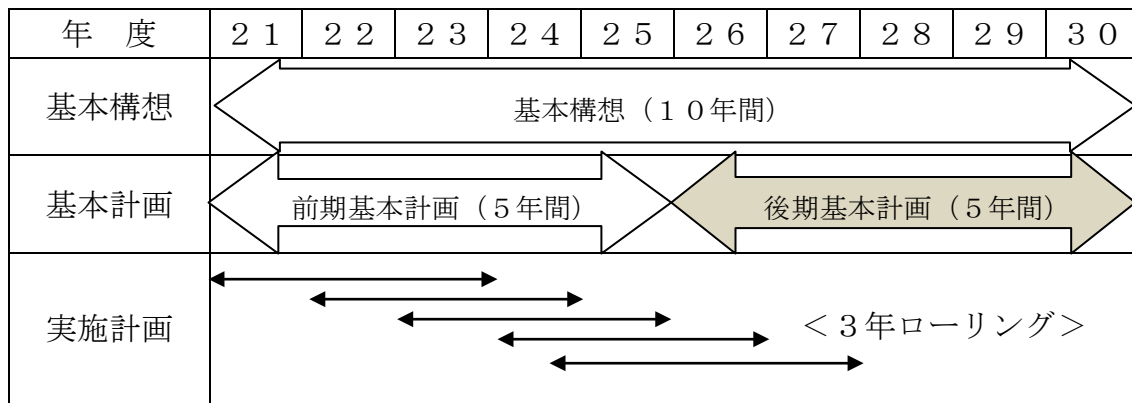 年　度　２１　２２　２３　２４　２５　２６　２７　２８　２９　３０
基本構想　基本構想（１０年間）
基本計画　前期基本計画（５年間）　後期基本計画（５年間）
実施計画　＜３年ローリング＞